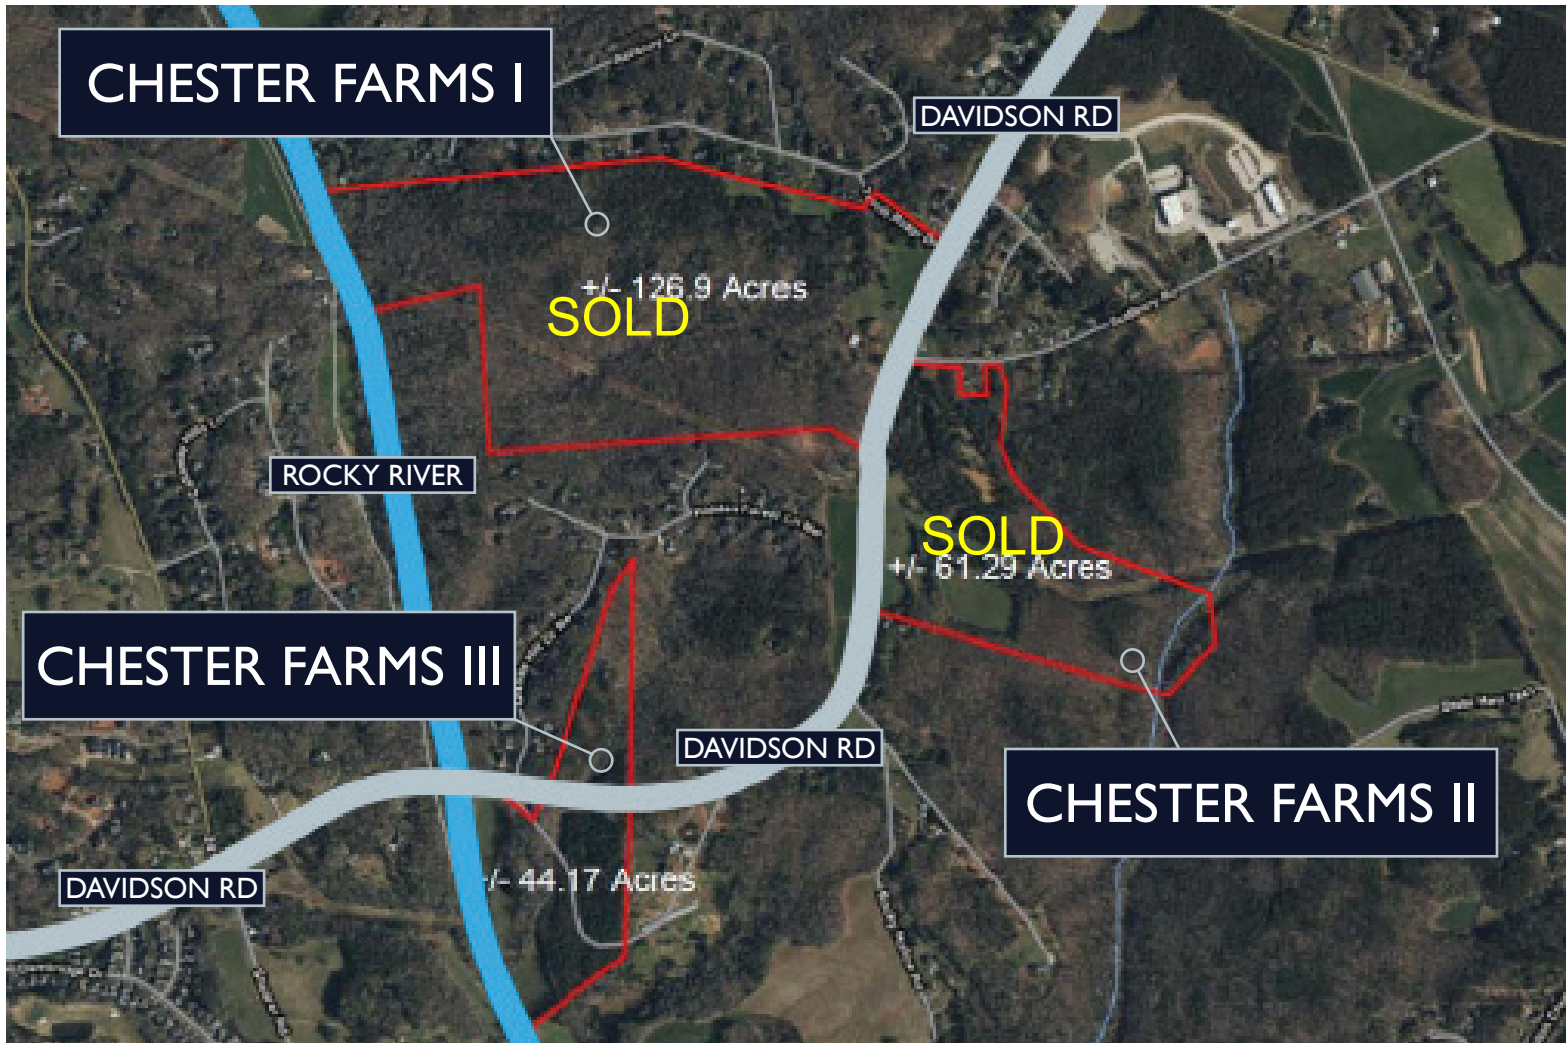 CHESTER FARMS I
DAVIDSON RD
+/- 126.9 Acres
SOLD
ROCKY RIVER
SOLD
+/- 61.29 Acres
CHESTER FARMS III
DAVIDSON RD
CHESTER FARMS II
/- 44.17 Acres
DAVIDSON RD